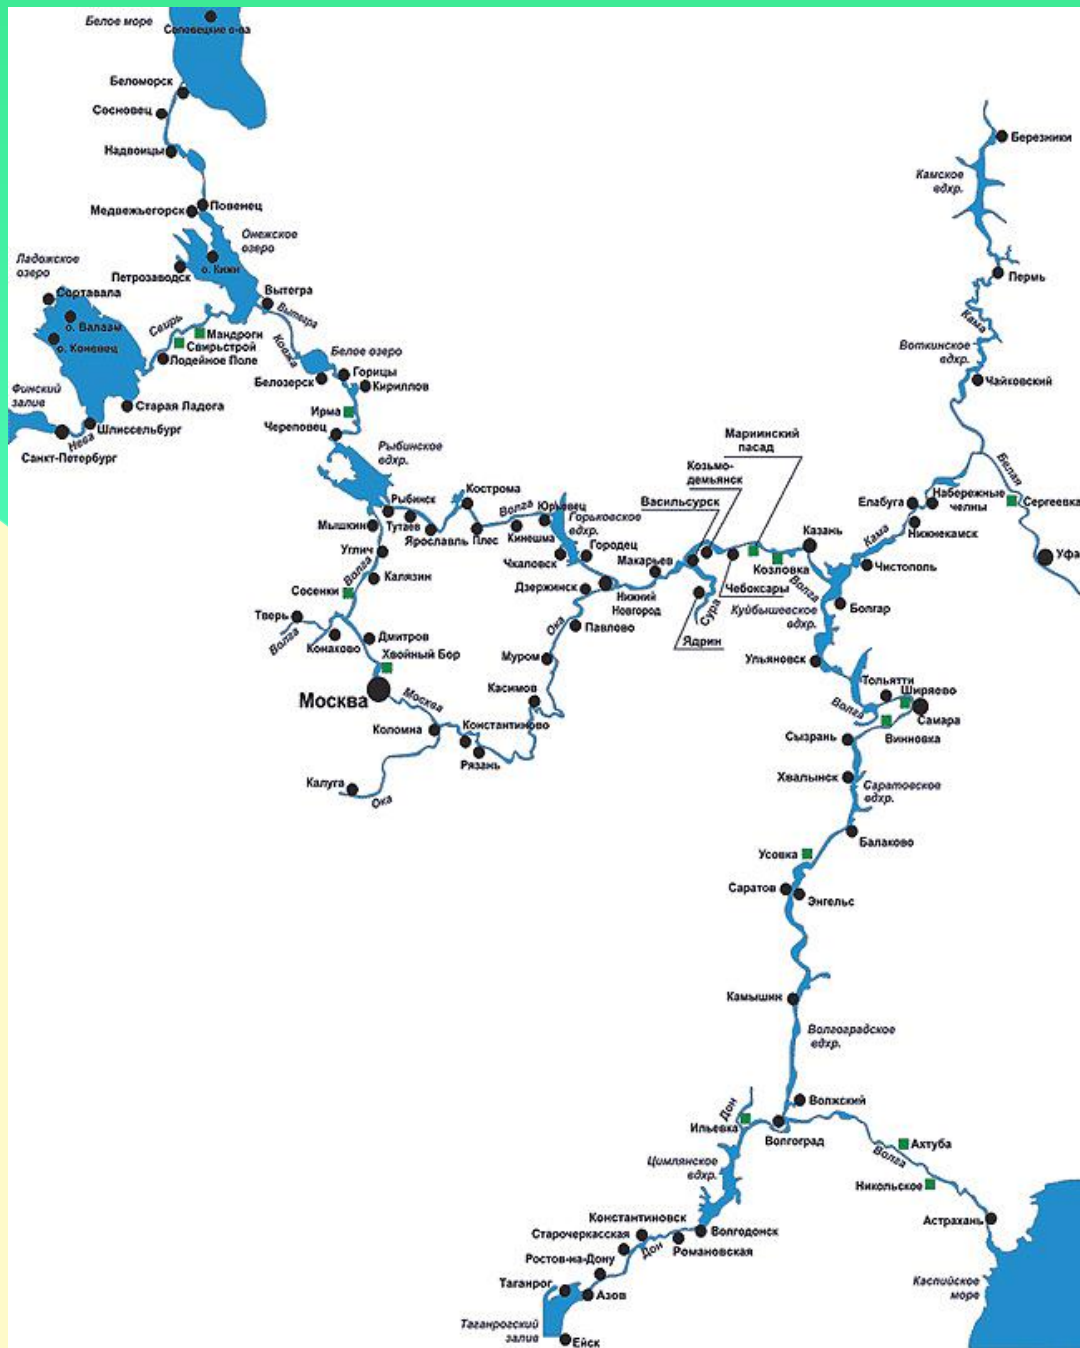 Белое море
Соловецкие о-ва
Беломорск
Сосновец
Надвоицы
Березники
Камское
вдхр.
Медвежьегорск
Повенец
Онежское
озеро
о. Кижи
Ладожское
озеро
Петрозаводск
Пермь
Сортавала
Вытегра
Вытегра
о. Валаам
Свирь
Мандроги
Свирьстрой
Лодейное Поле
о. Коневец
Ковжа
Белое озеро
Кама
Воткинское
вдхр.
Горицы
Белозерск
Кириллов
Чайковский
Финский
залив
Старая Ладога
Ирма
Шлиссельбург
Нева
Санкт-Петербург
Череповец
Рыбинское
вдхр.
Мариинский
посад
Козьмо-
демьянск
Васильсурск
Белая
Сергеевка
Рыбинск
Кострома
Волга
Юрьевец
Елабуга
Набережные
челны
Мышкин
Тутаев
Ярославль
Плес
Кинешма
Горьковское
вдхр.
Казань
Кама
Нижнекамск
Углич
Чкаловск
Городец
Макарьев
Козловка
Чистополь
Уфа
Волга
Калязин
Сосенки
Дзержинск
Нижний
Новгород
Чебоксары
Волга
Сура
Куйбышевское
вдхр.
Болгар
Тверь
Волга
Конаково
Дмитров
Ока
Павлово
Ядрин
Хвойный Бор
Муром
Ульяновск
Москва
Москва
Касимов
Тольятти
Ширяево
Волга
Самара
Коломна
Константиново
Сызрань
Винновка
Рязань
Калуга
Ока
Хвалынск
Саратовское
вдхр.
Балаково
Усовка
Саратов
Энгельс
Камышин
Волгоградское
вдхр.
Волжский
Дон
Ильевка
Волгоград
Ахтуба
Волга
Цимлянское
вдхр.
Никольское
Константиновск
Старочеркасская
Волгодонск
Астрахань
Дон
Романовская
Ростов-на-Дону
Таганрог
Азов
Каспийское
море
Таганрогский
залив
Ейск